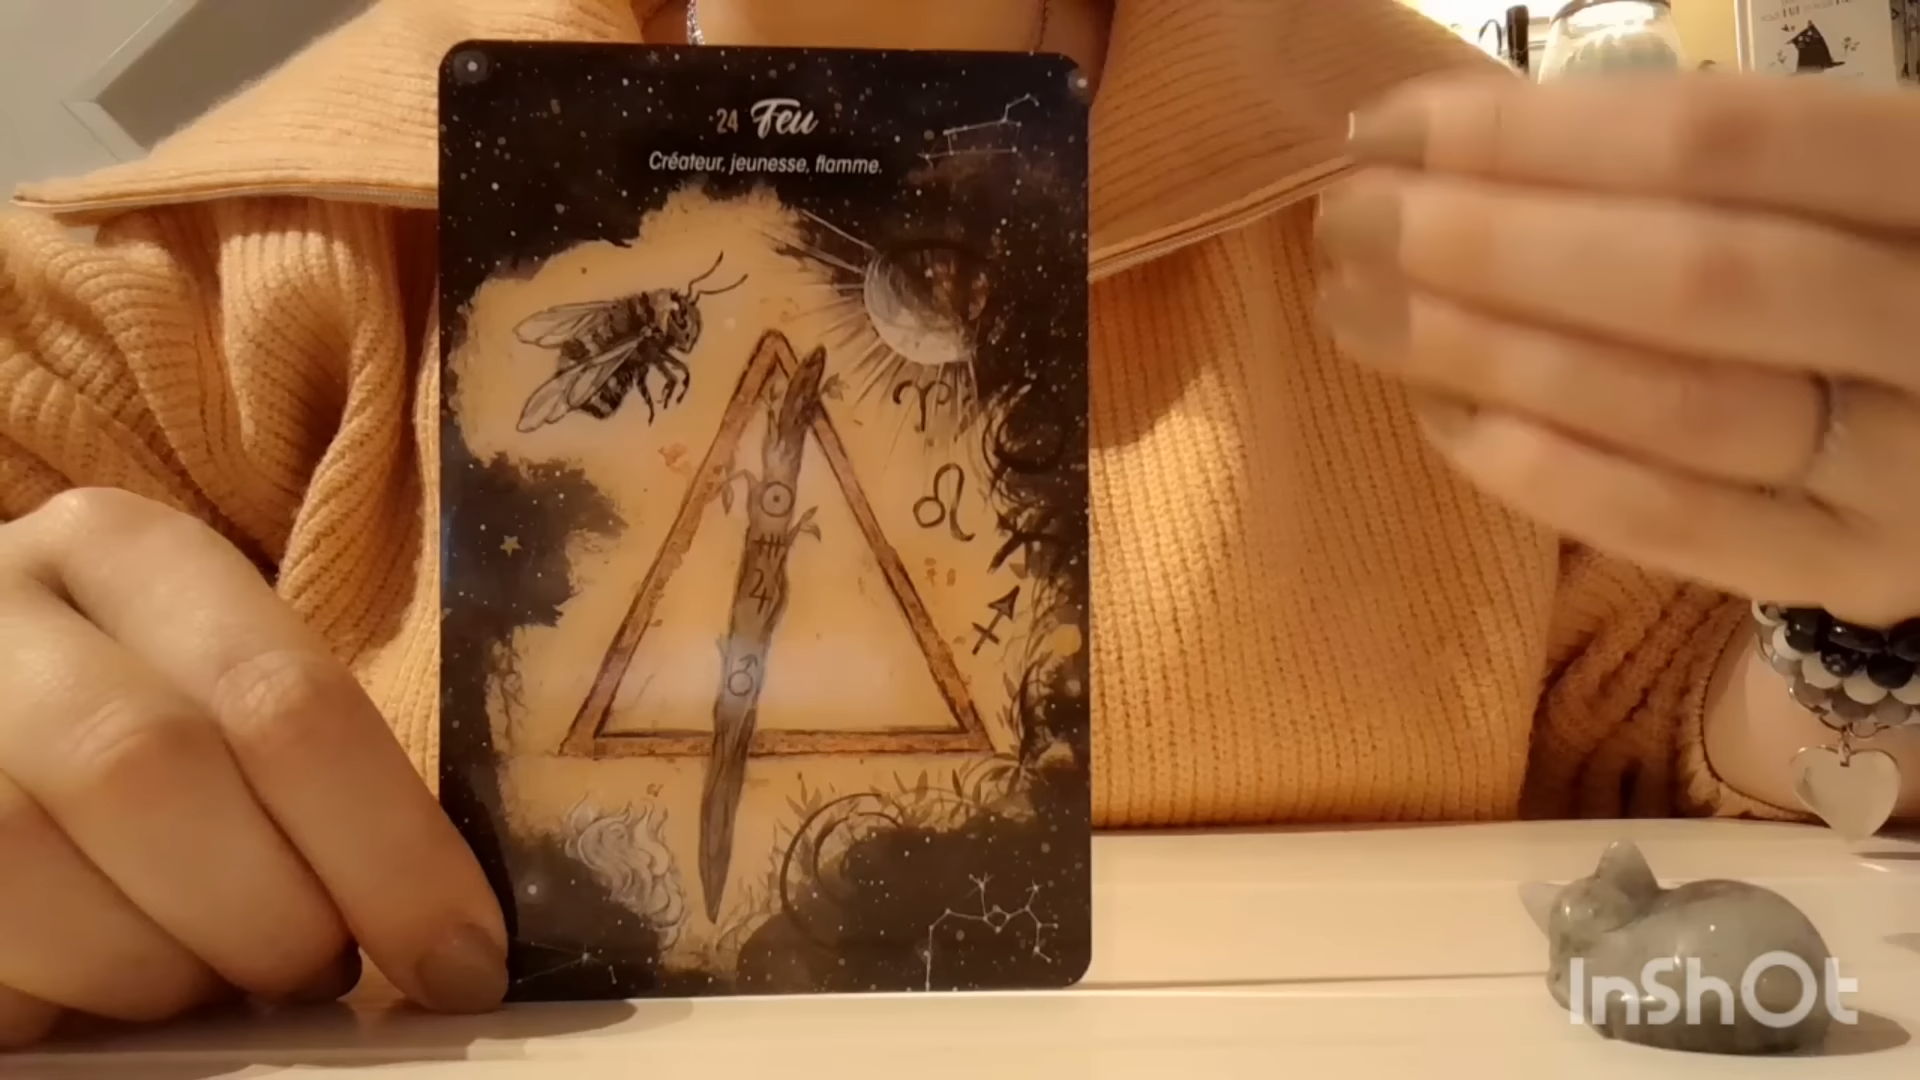 24 Feu
Créateur, jeunesse, flamme.
InShOt